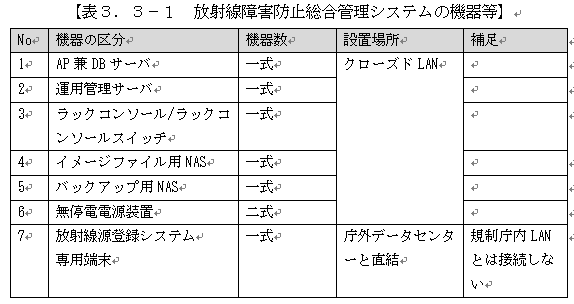 【表３．３－１ 放射線障害防止総合管理システムの機器等】
No 機器の区分 機器数 設置場所 補足
1 AP兼DBサーバ 一式 クローズドLAN
2 運用管理サーバ 一式
3 ラックコンソール/ラックコ 一式
ンソールスイッチ
4 イメージファイル用NAS 一式
5 バックアップ用NAS 一式
6 無停電電源装置 二式
7 放射線源登録システム 一式 庁外データセンタ 規制庁内LAN
専用端末 ーと直結 とは接続しな
い